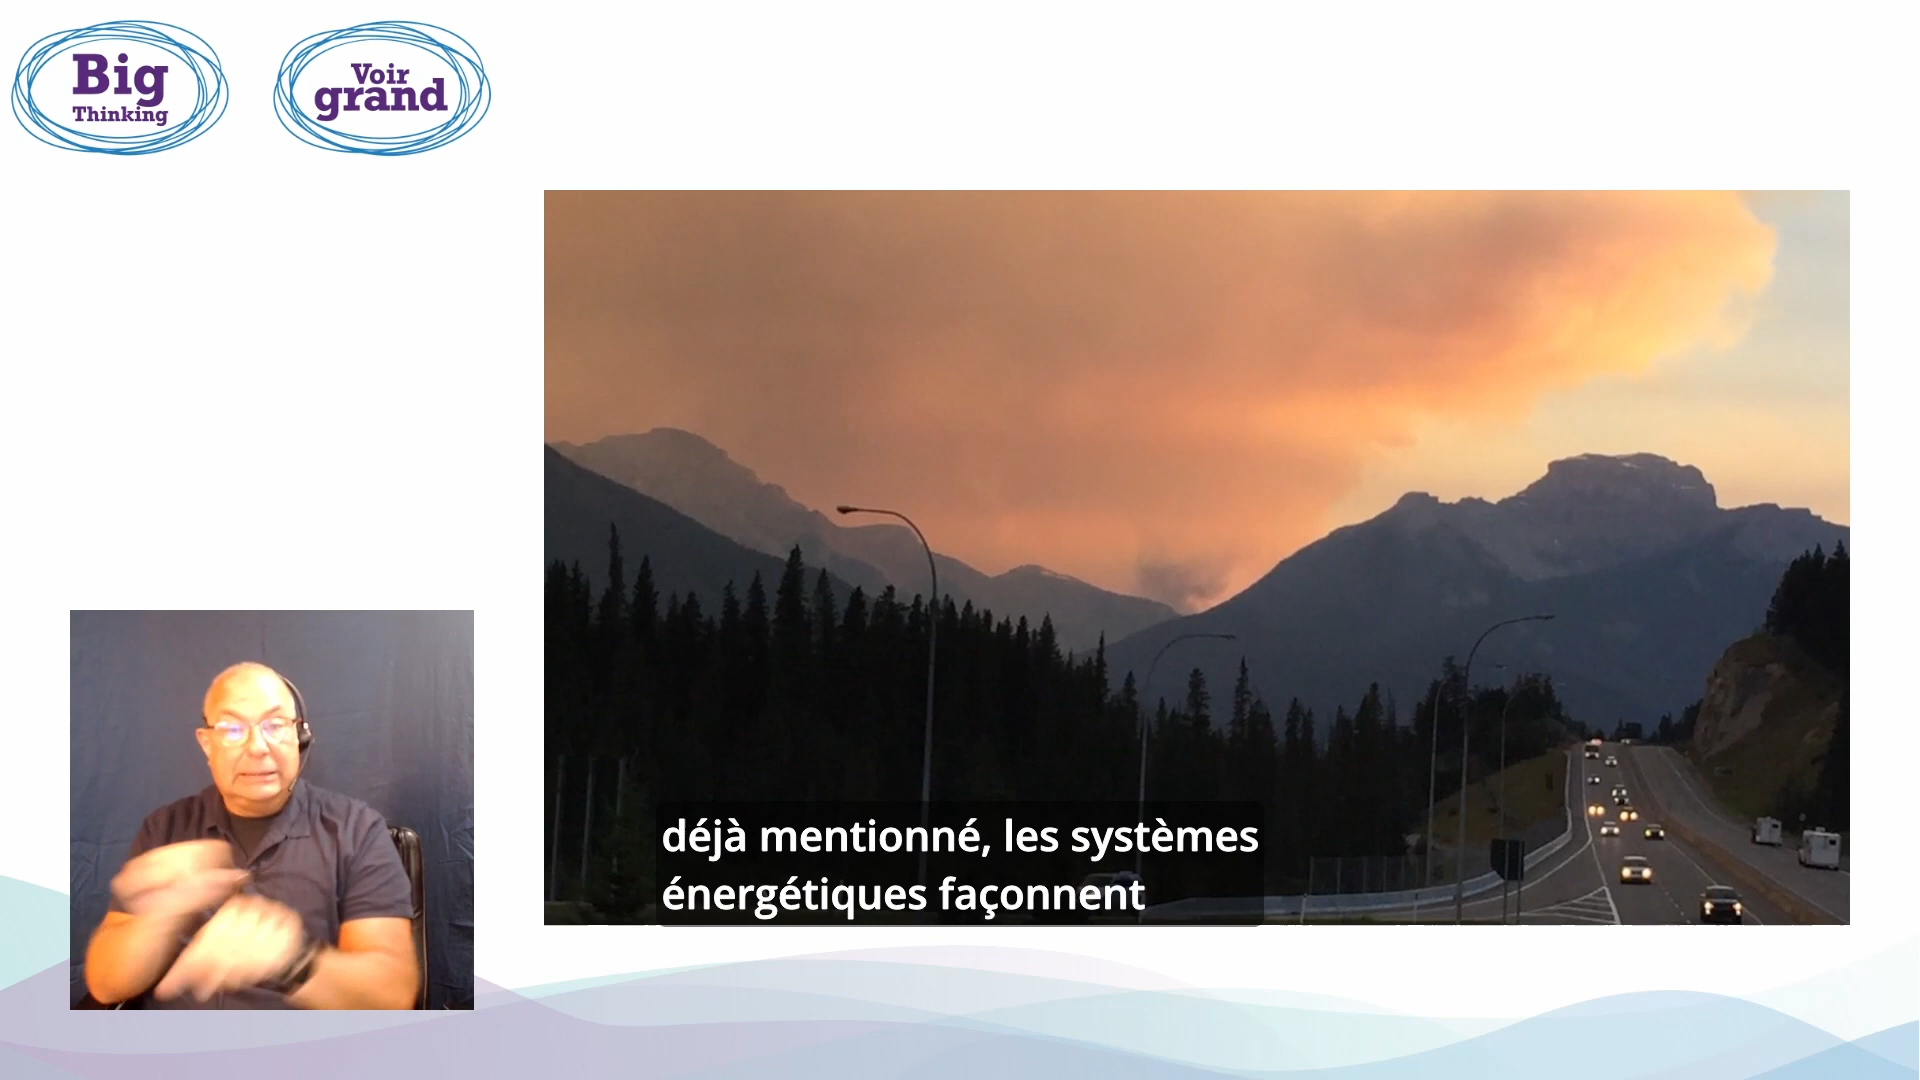 Big
Thinking
Voir
grand
déjà mentionné, les systèmes
énergétiques façonnent